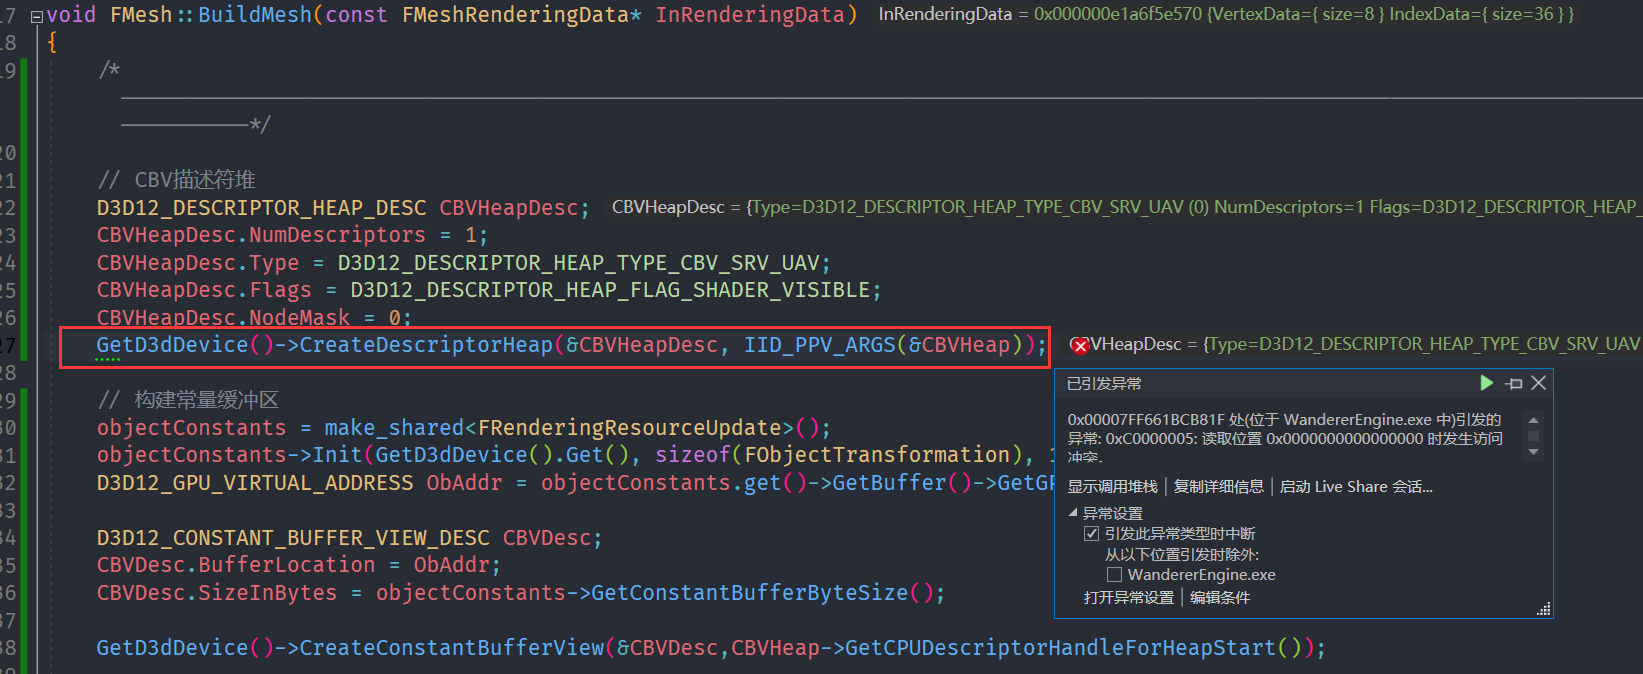 17 void FMesh::BuildMesh(const FMeshRenderingData* InRenderingData) InRenderingData = 0x000000e1a6f5e570 {VertexData={ size=8 } IndexData={ size=36 } }
18 {
19 /*
*/
20
21 // CBV描述符堆
22 D3D12_DESCRIPTOR_HEAP_DESC CBVHeapDesc; CBVHeapDesc = {Type=D3D12_DESCRIPTOR_HEAP_TYPE_CBV_SRV_UAV (0) NumDescriptors=1 Flags=D3D12_DESCRIPTOR_HEAP_
23 CBVHeapDesc.NumDescriptors = 1;
24 CBVHeapDesc.Type = D3D12_DESCRIPTOR_HEAP_TYPE_CBV_SRV_UAV;
25 CBVHeapDesc.Flags = D3D12_DESCRIPTOR_HEAP_FLAG_SHADER_VISIBLE;
26 CBVHeapDesc.NodeMask = 0;
27 GetD3dDevice()->CreateDescriptorHeap(&CBVHeapDesc, IID_PPV_ARGS(&CBVHeap)); VHeapDesc = {Type=D3D12_DESCRIPTOR_HEAP_TYPE_CBV_SRV_UAV
28
29 // 构建常量缓冲区
30 objectConstants = make_shared<FRenderingResourceUpdate>();
31 objectConstants->Init(GetD3dDevice().Get(), sizeof(FObjectTransformation), 1
32 D3D12_GPU_VIRTUAL_ADDRESS ObAddr = objectConstants.get()->GetBuffer()->GetGP
33
34 D3D12_CONSTANT_BUFFER_VIEW_DESC CBVDesc;
35 CBVDesc.BufferLocation = ObAddr;
36 CBVDesc.SizeInBytes = objectConstants->GetConstantBufferByteSize();
37
38 GetD3dDevice()->CreateConstantBufferView(&CBVDesc,CBVHeap->GetCPUDescriptorHandleForHeapStart());
已引发异常
0x00007FF661BCB81F 处(位于 WandererEngine.exe 中)引发的
异常: 0xC0000005: 读取位置 0x0000000000000000 时发生访问
冲突。
显示调用堆栈 | 复制详细信息 | 启动 Live Share 会话...
异常设置
引发此异常类型时中断
从以下位置引发时除外:
WandererEngine.exe
打开异常设置 | 编辑条件